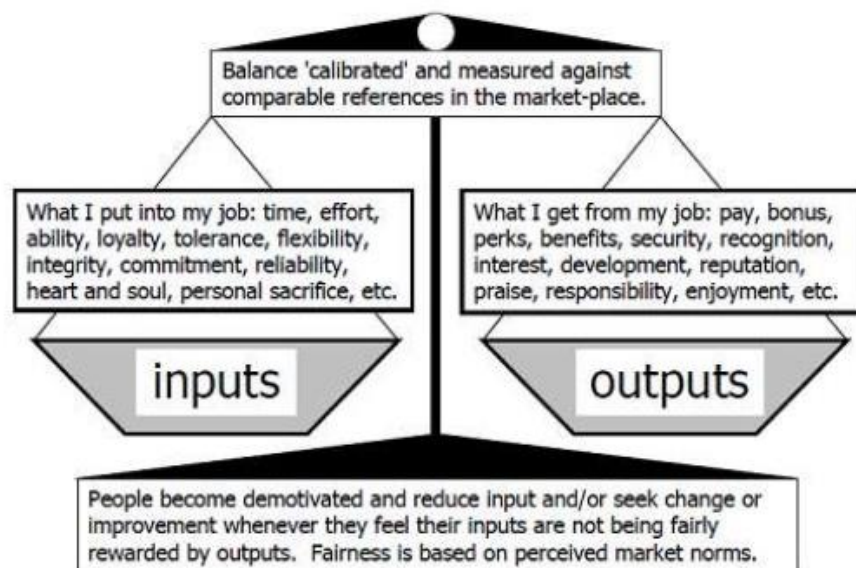 Balance 'calibrated' and measured against
comparable references in the market-place.
What I put into my job: time, effort,
ability, loyalty, tolerance, flexibility,
integrity, commitment, reliability,
heart and soul, personal sacrifice, etc.
What I get from my job: pay, bonus,
perks, benefits, security, recognition,
interest, development, reputation,
praise, responsibility, enjoyment, etc.
inputs
outputs
People become demotivated and reduce input and/or seek change or
improvement whenever they feel their inputs are not being fairly
rewarded by outputs.  Fairness is based on perceived market norms.